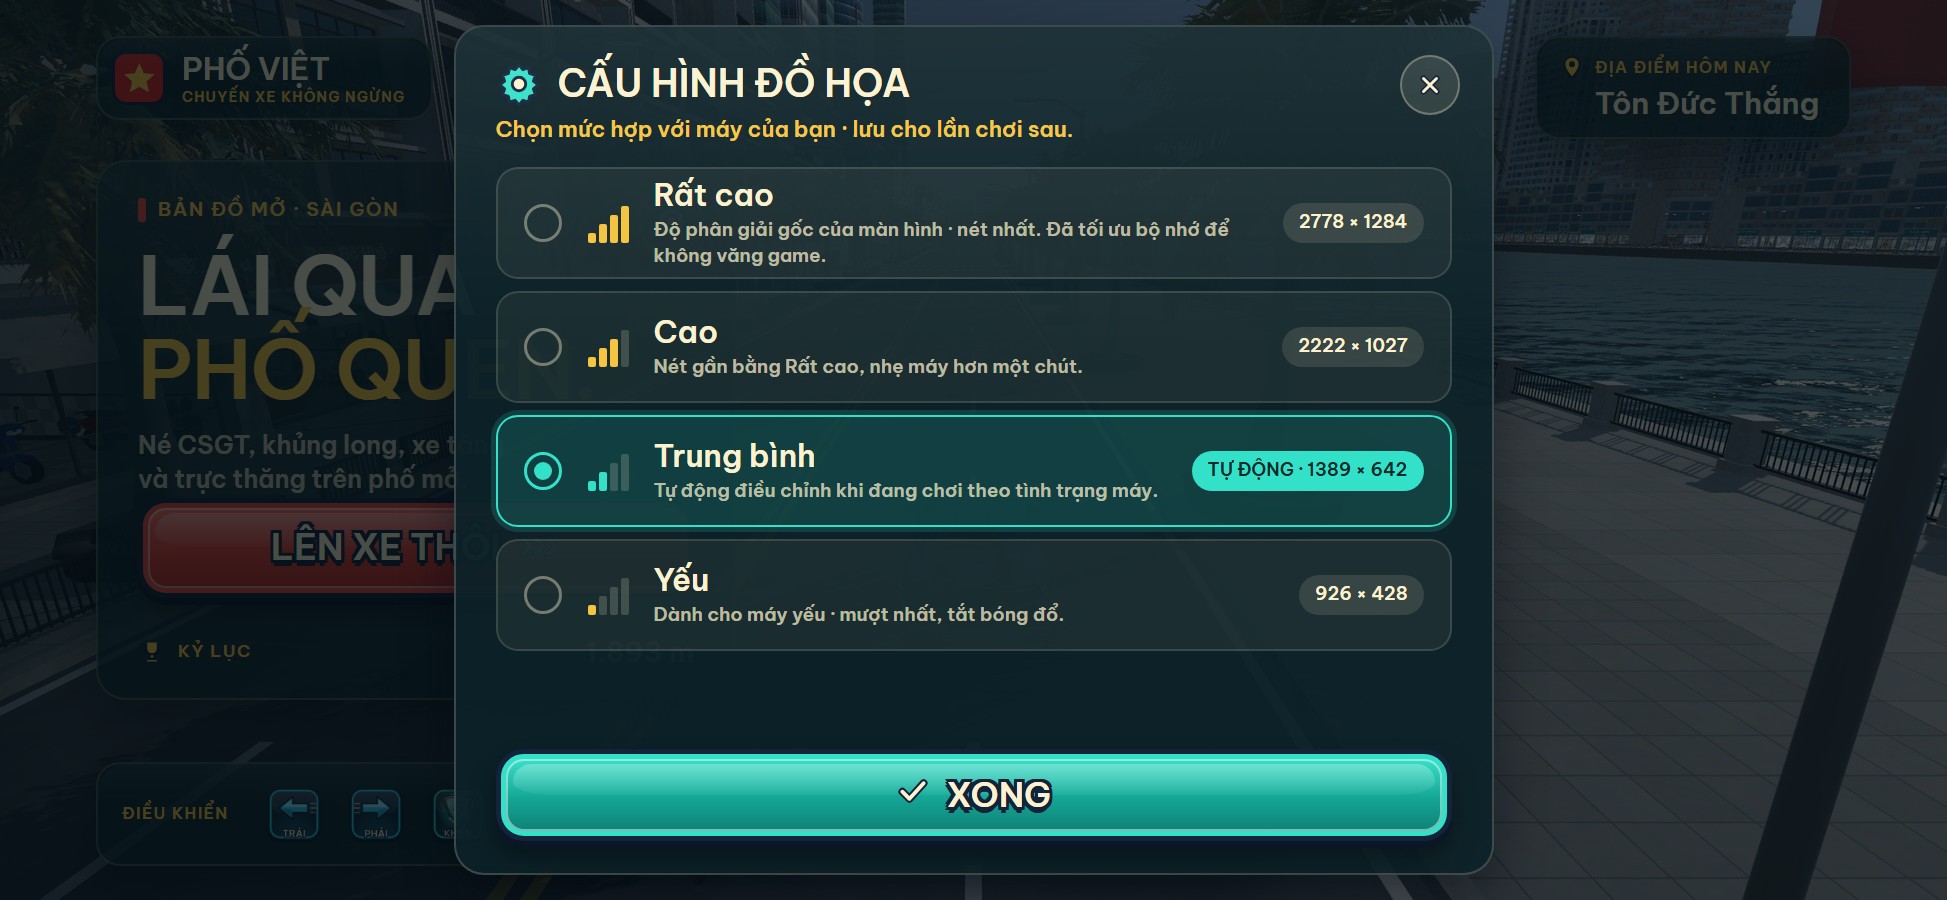 PHỐ VIỆT
CHUYẾN XE KHÔNG NGỪNG
ĐỊA ĐIỂM HÔM NAY
Tôn Đức Thắng
BẢN ĐỒ MỞ · SÀI GÒN
LÁI QUA
PHỐ QUEN.
Né CSGT, khủng long, xe
và trực thăng trên phố
LÊN XE THÔI
KỶ LỤC
1.893 m
ĐIỀU KHIỂN
TRÁI
PHẢI
CẤU HÌNH ĐỒ HỌA
Chọn mức hợp với máy của bạn · lưu cho lần chơi sau.
Rất cao
Độ phân giải gốc của màn hình · nét nhất. Đã tối ưu bộ nhớ để
không văng game.
2778 × 1284
Cao
Nét gần bằng Rất cao, nhẹ máy hơn một chút.
2222 × 1027
Trung bình
Tự động điều chỉnh khi đang chơi theo tình trạng máy.
TỰ ĐỘNG · 1389 × 642
Yếu
Dành cho máy yếu · mượt nhất, tắt bóng đổ.
926 × 428
XONG